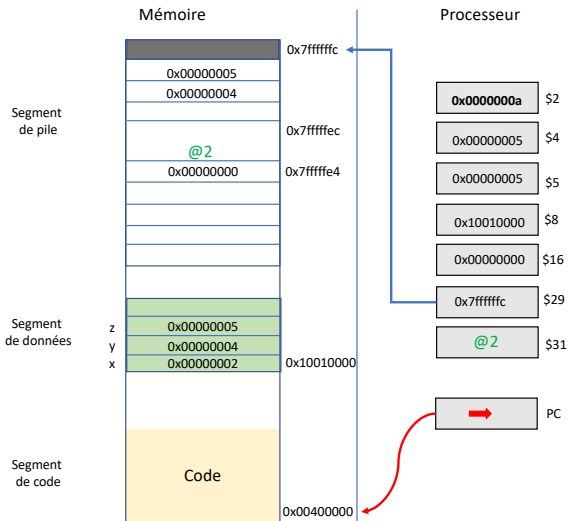 Mémoire
Processeur
0x7ffffffc
0x00000005
0x00000004
0x0000000a $2
Segment
de pile
0x7fffffec
0x00000005 $4
@2
0x00000000
0x7fffffe4
0x00000005 $5
0x10010000 $8
0x00000000 $16
0x7ffffffc $29
Segment
de données
z 0x00000005
y 0x00000004
x 0x00000002 0x10010000
@2 $31
PC
Segment
de code
Code
0x00400000